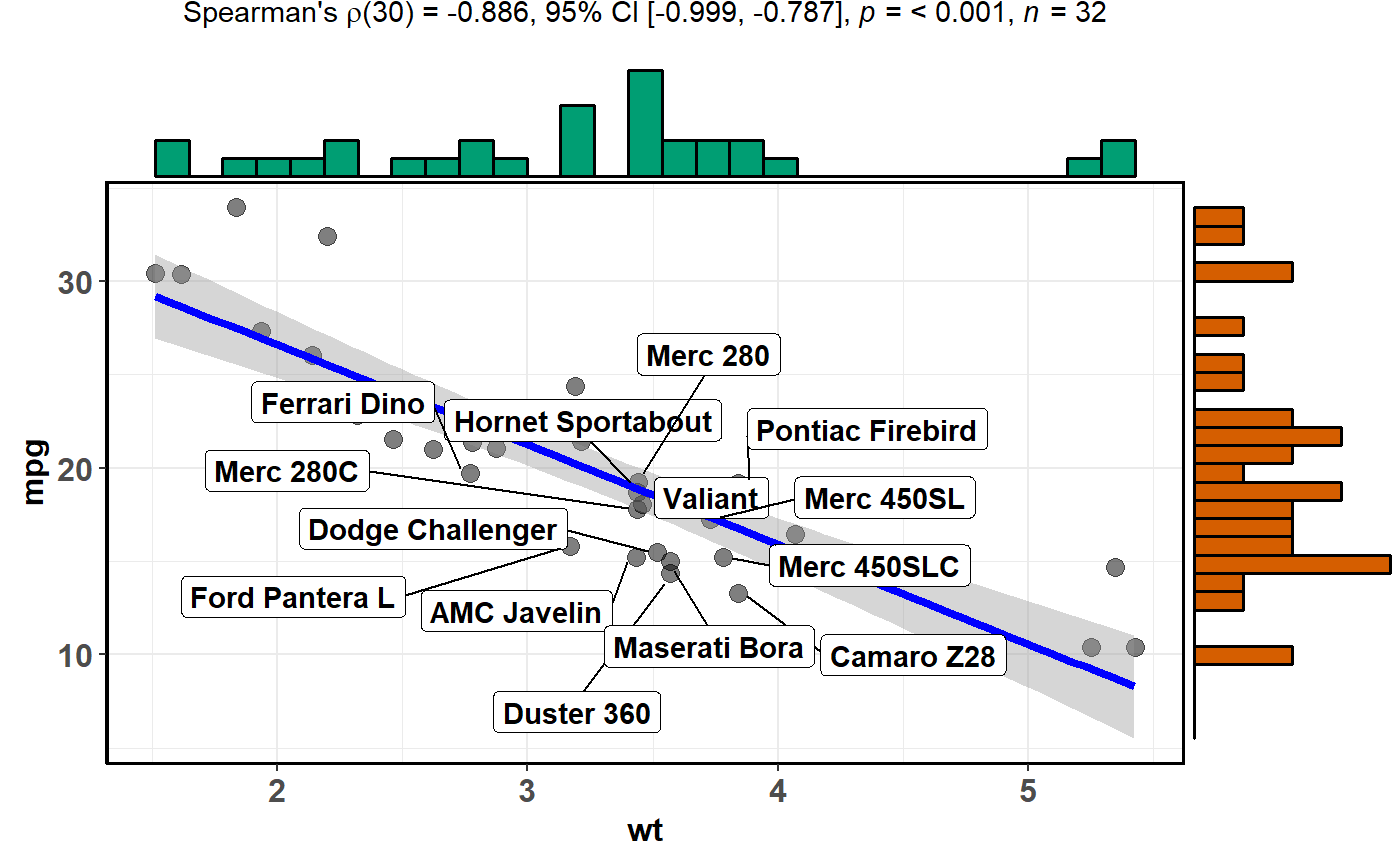 Spearman's ρ(30) = -0.886, 95% CI [-0.999, -0.787], p = < 0.001, n = 32
30
20
10
mpg
Merc 280
Ferrari Dino
Hornet Sportabout
Pontiac Firebird
Merc 280C
Valiant
Merc 450SL
Dodge Challenger
Merc 450SLC
Ford Pantera L
AMC Javelin
Maserati Bora
Camaro Z28
Duster 360
2 3 4 5
wt